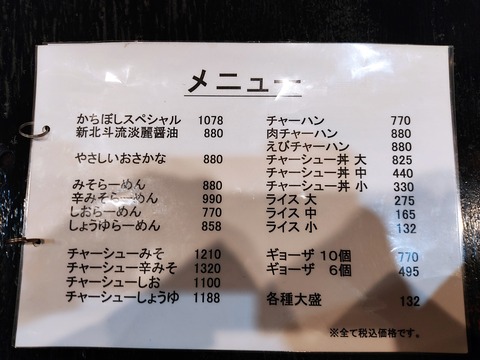 メニュー
かちぼしスペシャル 1078
新北斗流淡麗醤油 880
やさしいおさかな 880
みそらーめん 880
辛みそらーめん 990
しおらーめん 770
しょうゆらーめん 858
チャーシューみそ 1210
チャーシュー辛みそ 1320
チャーシューしお 1100
チャーシューしょうゆ 1188
チャーハン 770
肉チャーハン 880
えびチャーハン 880
チャーシュー丼 大 825
チャーシュー丼 中 440
チャーシュー丼 小 330
ライス 大 275
ライス 中 165
ライス 小 132
ギョーザ 10個 770
ギョーザ 6個 495
各種大盛 132
※全て税込価格です。